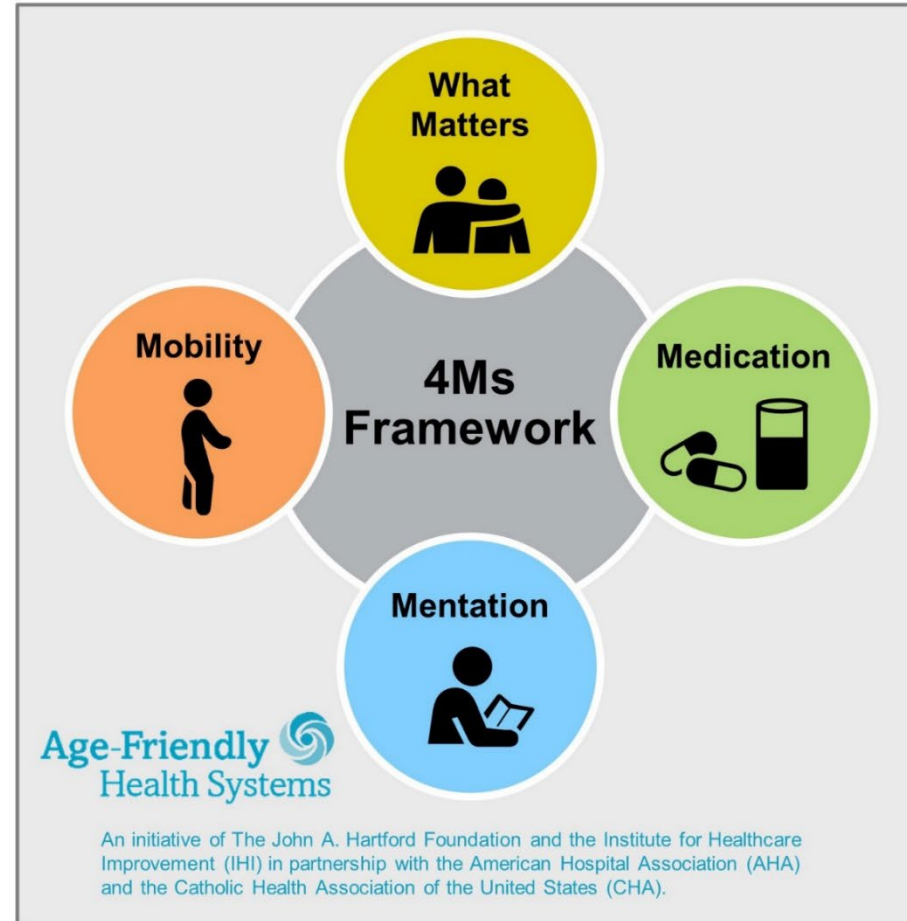 What
Matters
Mobility
4Ms
Framework
Medication
Mentation
Age-Friendly
Health Systems
An initiative of The John A. Hartford Foundation and the Institute for Healthcare
Improvement (IHI) in partnership with the American Hospital Association (AHA)
and the Catholic Health Association of the United States (CHA).